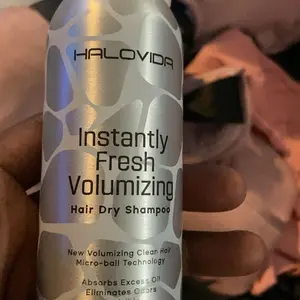 HALOVIDA
Instantly
Fresh
Volumizing
Hair Dry Shampoo
New Volumizing Clean Hair
Micro-ball Technology
Absorbs Excess Oil
Eliminates Odors